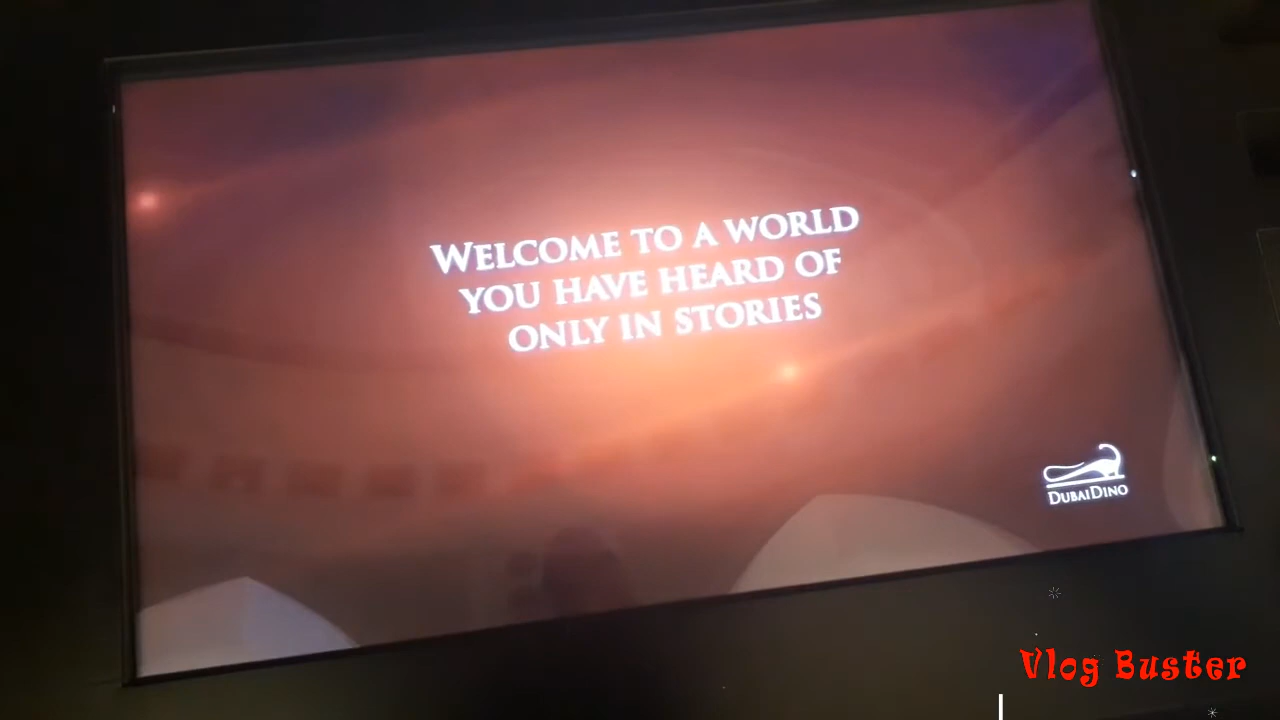 WELCOME TO A WORLD
YOU HAVE HEARD OF
ONLY IN STORIES
DUBAIDINO
Vlog Buster